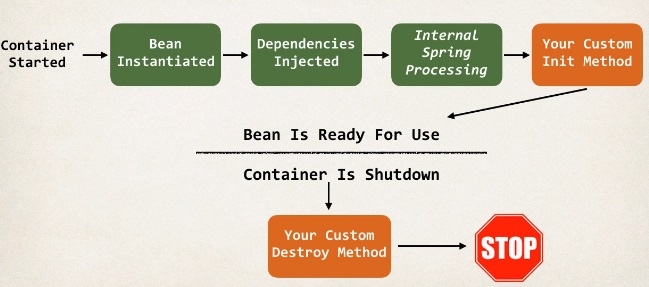 Container
Started
Bean
Instantiated
Dependencies
Injected
Internal
Spring
Processing
Your Custom
Init Method
Bean Is Ready For Use
Container Is Shutdown
Your Custom
Destroy Method
STOP